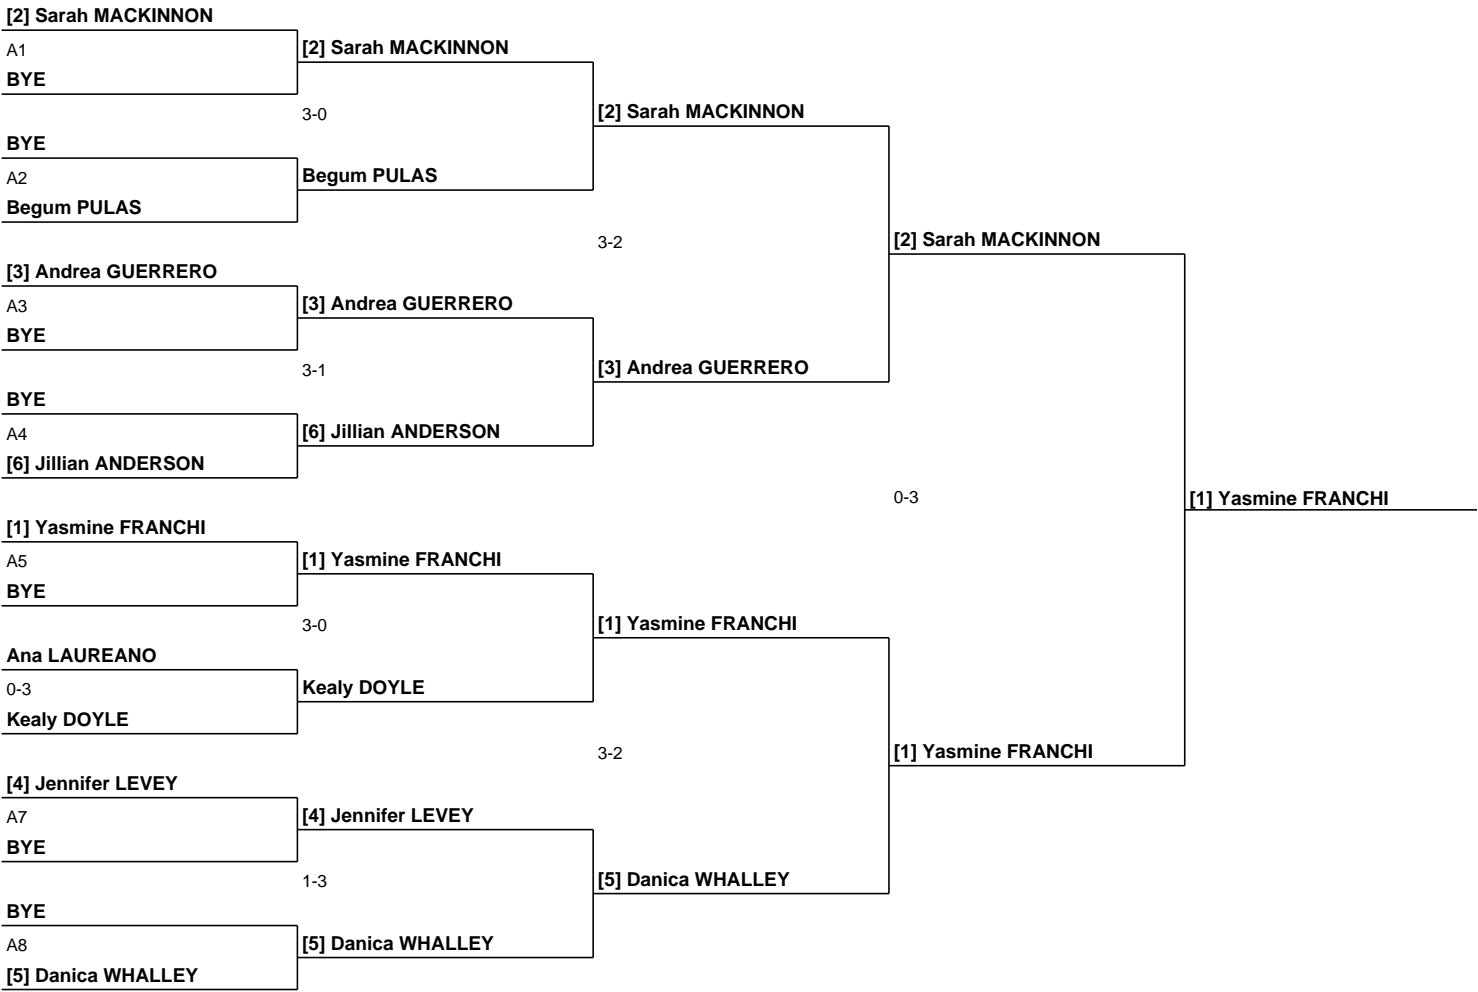 [2] Sarah MACKINNON
A1
[2] Sarah MACKINNON
BYE
3-0
[2] Sarah MACKINNON
BYE
A2
Begum PULAS
Begum PULAS
3-2
[2] Sarah MACKINNON
[3] Andrea GUERRERO
A3
[3] Andrea GUERRERO
BYE
3-1
[3] Andrea GUERRERO
BYE
A4
[6] Jillian ANDERSON
[6] Jillian ANDERSON
0-3
[1] Yasmine FRANCHI
[1] Yasmine FRANCHI
A5
[1] Yasmine FRANCHI
BYE
3-0
[1] Yasmine FRANCHI
Ana LAUREANO
0-3
Kealy DOYLE
Kealy DOYLE
3-2
[1] Yasmine FRANCHI
[4] Jennifer LEVEY
A7
[4] Jennifer LEVEY
BYE
1-3
[5] Danica WHALLEY
BYE
A8
[5] Danica WHALLEY
[5] Danica WHALLEY